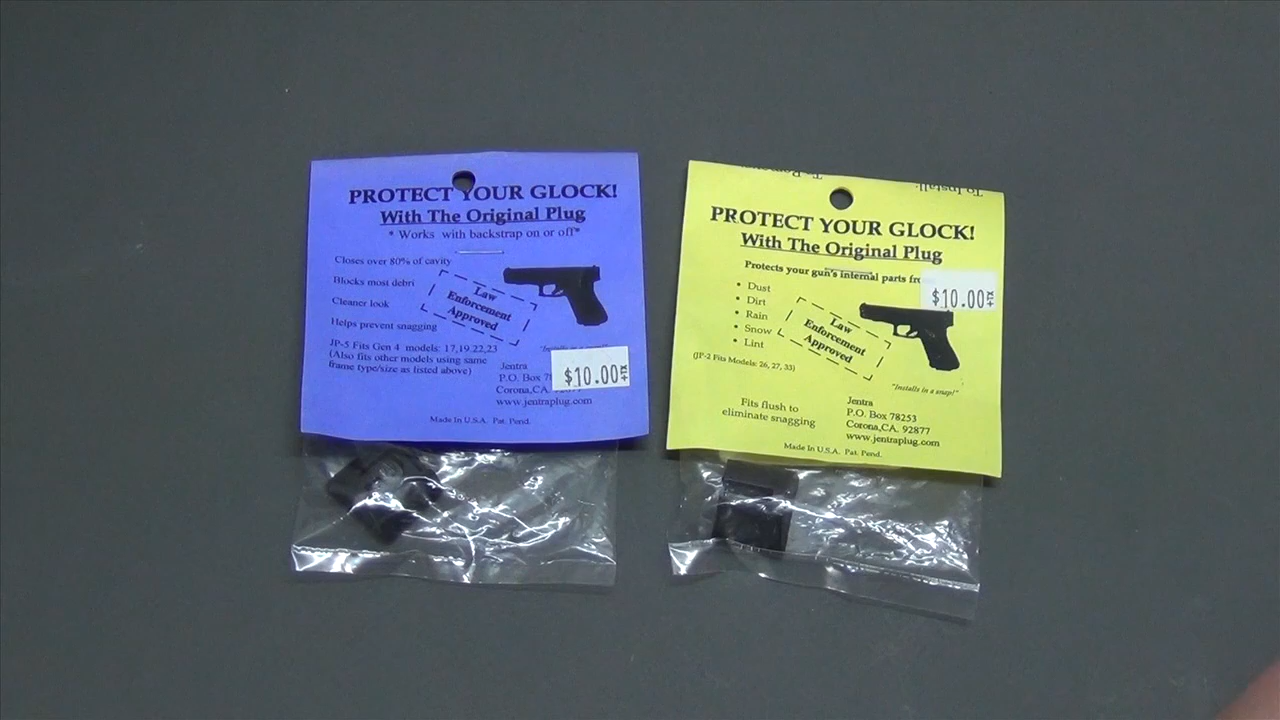 PROTECT YOUR GLOCK!
With The Original Plug
* Works with backstrap on or off*
Closes over 80% of cavity
Blocks most debri
Cleaner look
Helps prevent snagging
Law
Enforcement
Approved
JP-5 Fits Gen 4 models: 17,19.22,23
(Also fits other models using same
frame type/size as listed above)
Jentra
P.O. Box
Corona,CA.
www.jentraplug.com
$10.00+TX
Made In U.S.A. Pat. Pend.
To Install:
PROTECT YOUR GLOCK!
With The Original Plug
Protects your gun's internal parts
$10.00+TX
• Dust
• Dirt
• Rain
• Snow
• Lint
Law
Enforcement
Approved
(JP-2 Fits Models: 26, 27, 33)
"Installs in a snap!"
Fits flush to
eliminate snagging
Jentra
P.O. Box 78253
Corona,CA. 92877
www.jentraplug.com
Made In U.S.A. Pat. Pend.